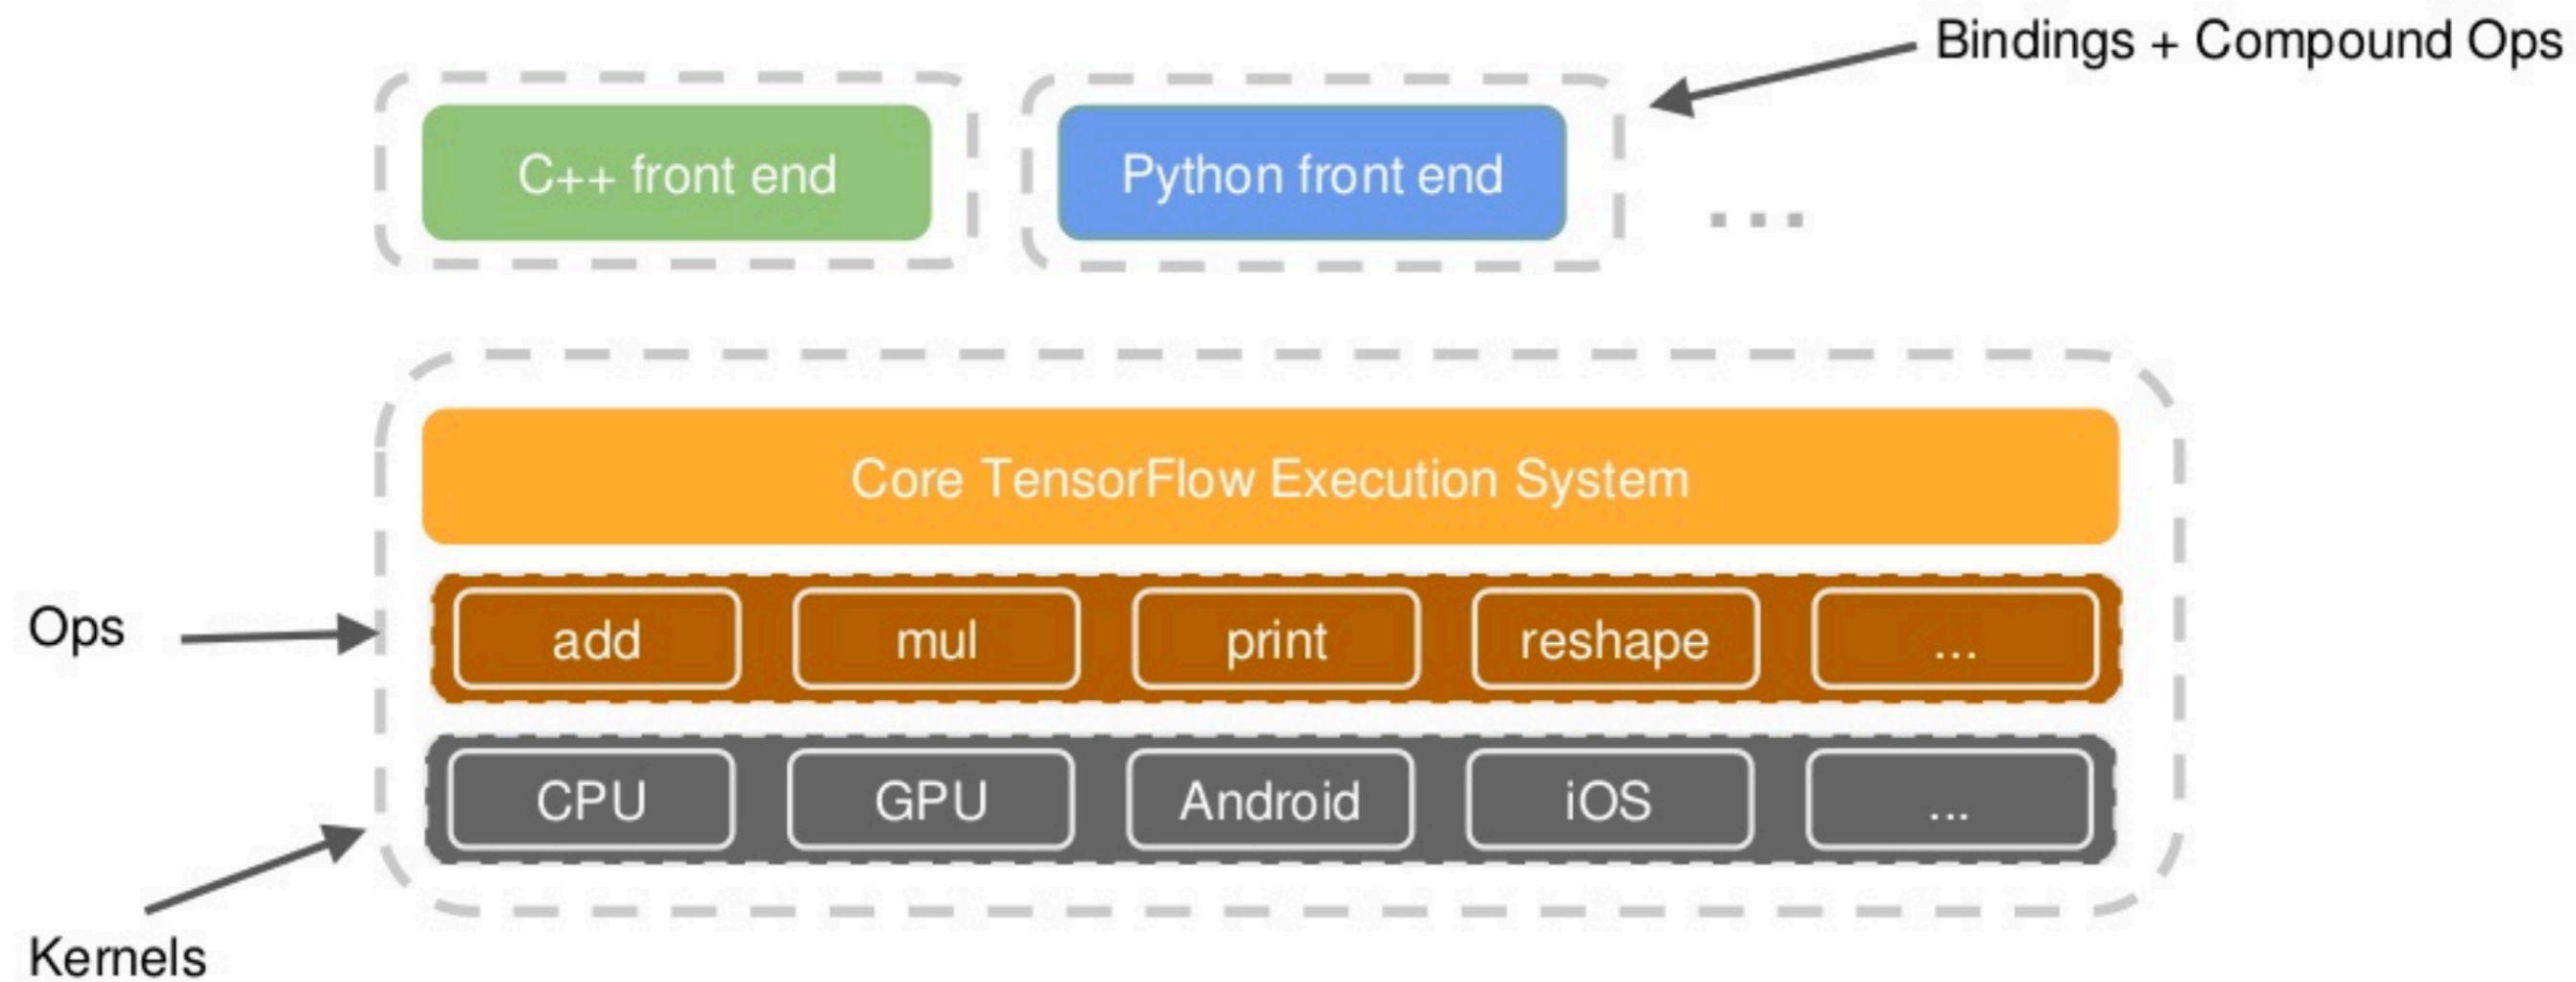 Bindings + Compound Ops
C++ front end
Python front end
...
Core TensorFlow Execution System
Ops
add
mul
print
reshape
...
CPU
GPU
Android
iOS
...
Kernels